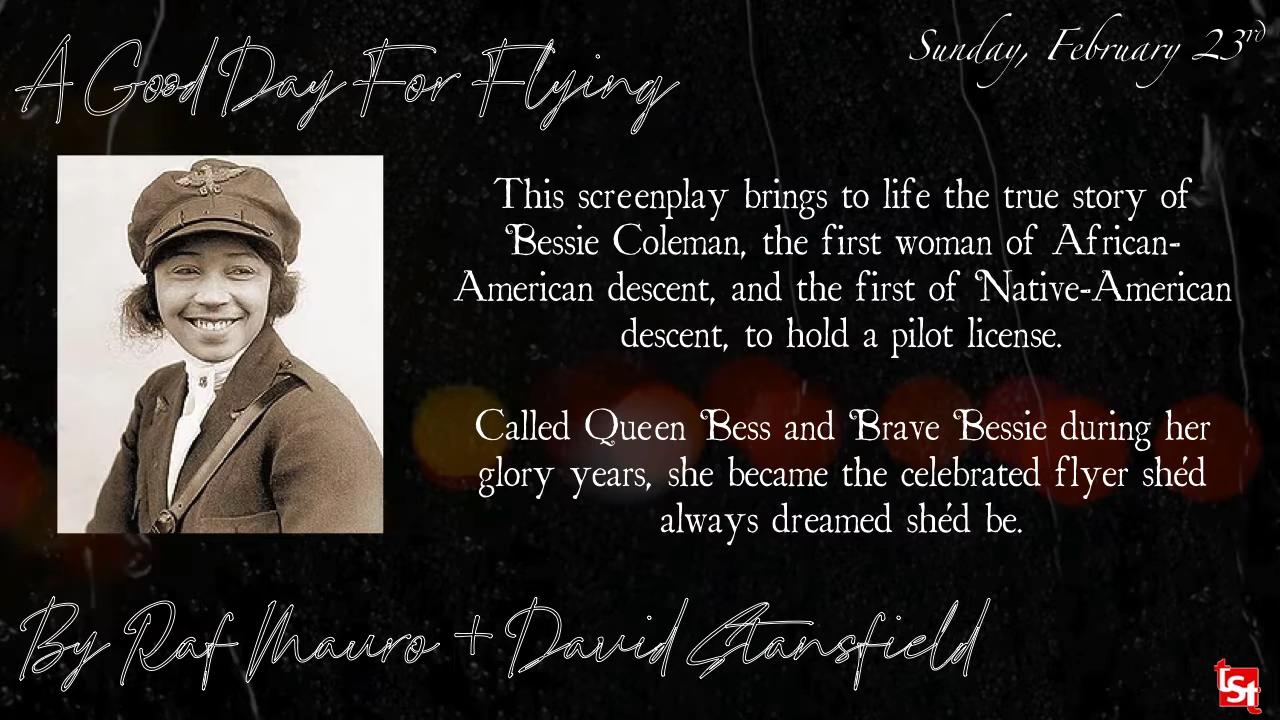 A Good Day For Flying
Sunday, February 23rd
This screenplay brings to life the true story of
Bessie Coleman, the first woman of African-
American descent, and the first of Native-American
descent, to hold a pilot license.
Called Queen Bess and Brave Bessie during her
glory years, she became the celebrated flyer she'd
always dreamed she'd be.
By Raf Mauro + David Stansfield
tst